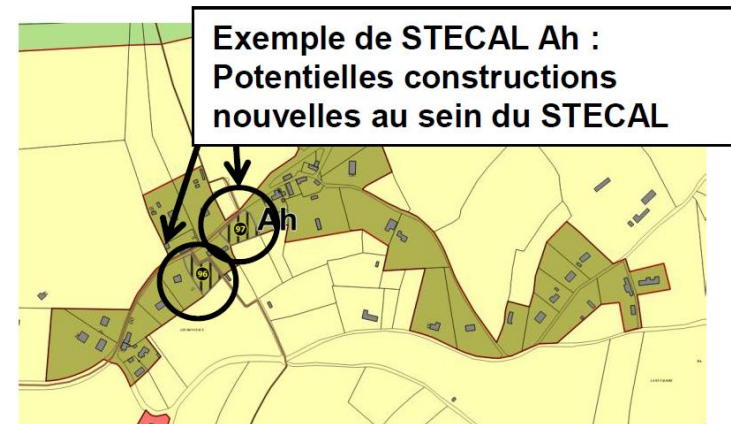 Exemple de STECAL Ah :
Potentielles constructions
nouvelles au sein du STECAL
97
Ah
96